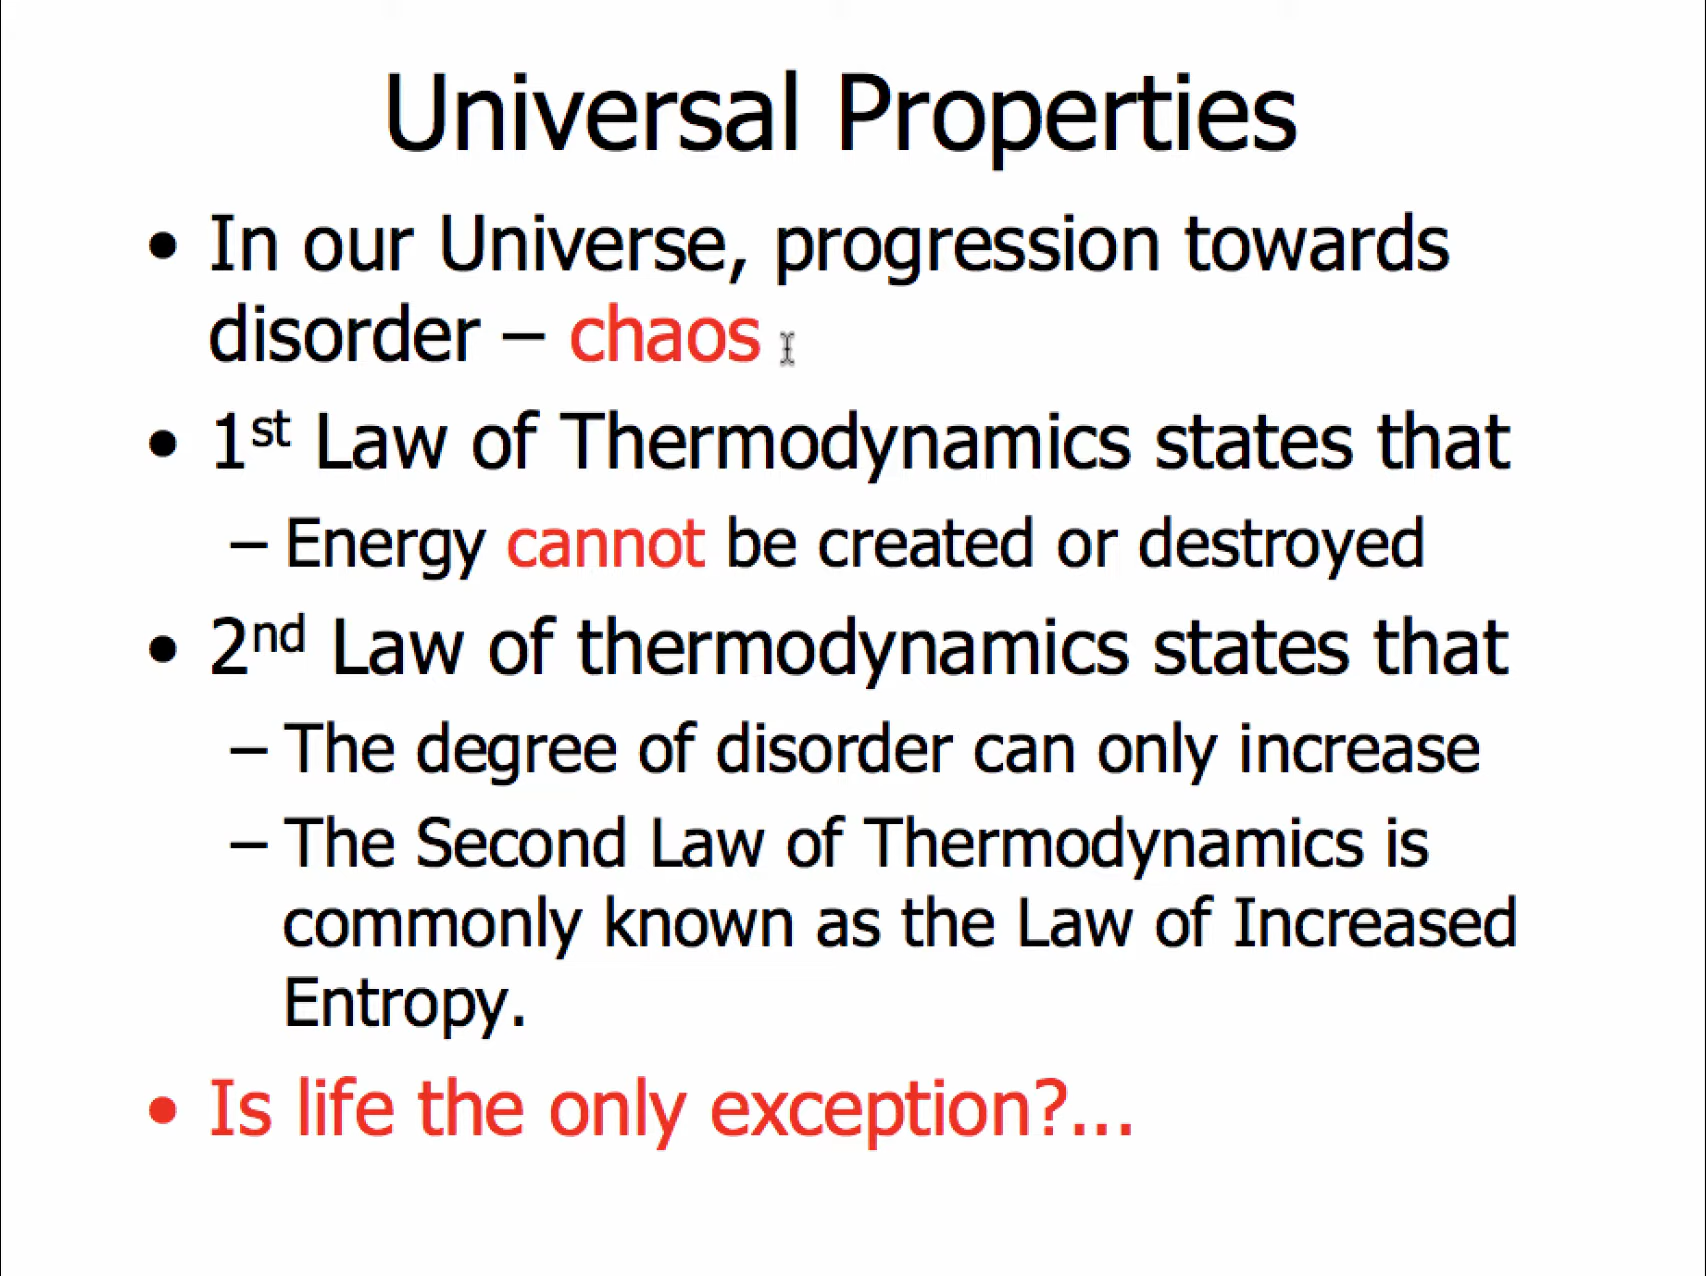 Universal Properties
• In our Universe, progression towards
disorder – chaos
• 1st Law of Thermodynamics states that
– Energy cannot be created or destroyed
• 2nd Law of thermodynamics states that
– The degree of disorder can only increase
– The Second Law of Thermodynamics is
commonly known as the Law of Increased
Entropy.
• Is life the only exception?...